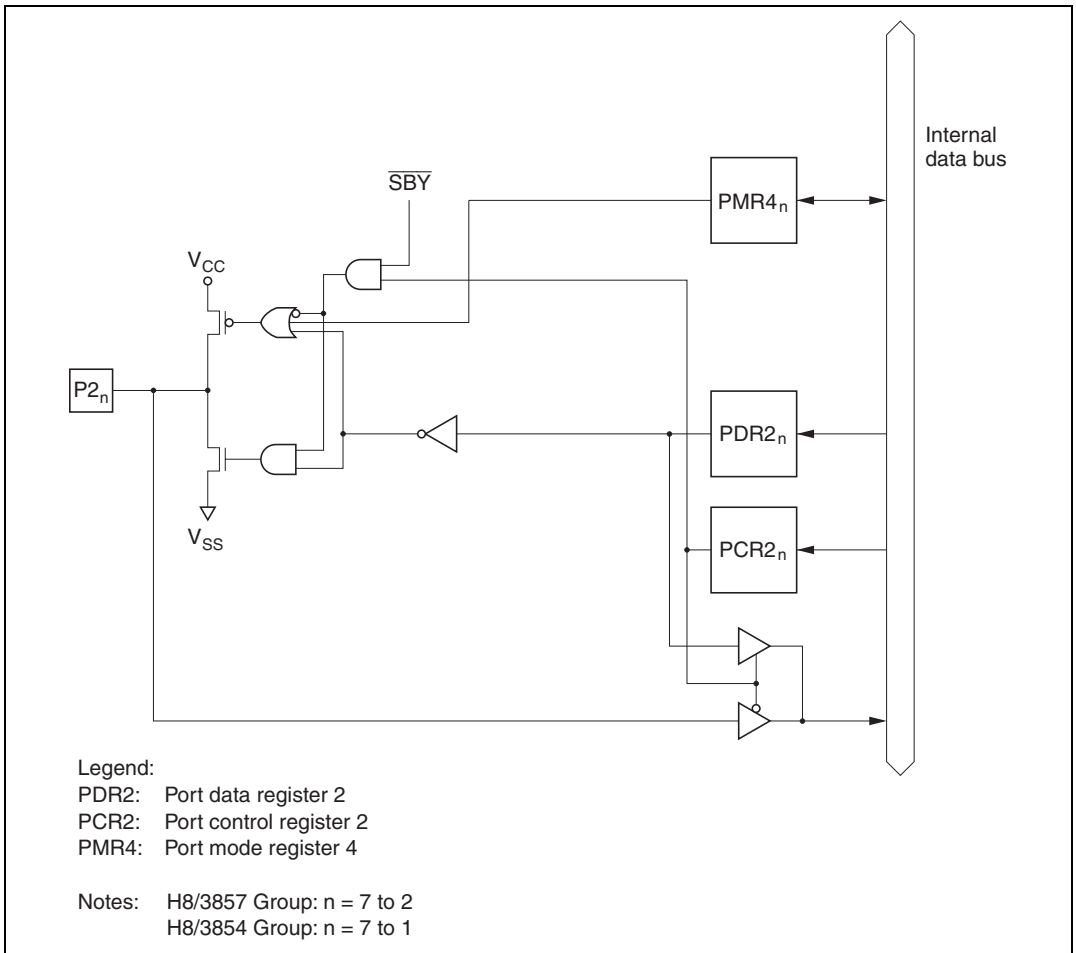 Internal
data bus
SBY
PMR4n
VCC
P2n
PDR2n
VSS
PCR2n
Legend:
PDR2: Port data register 2
PCR2: Port control register 2
PMR4: Port mode register 4
Notes: H8/3857 Group: n = 7 to 2
H8/3854 Group: n = 7 to 1